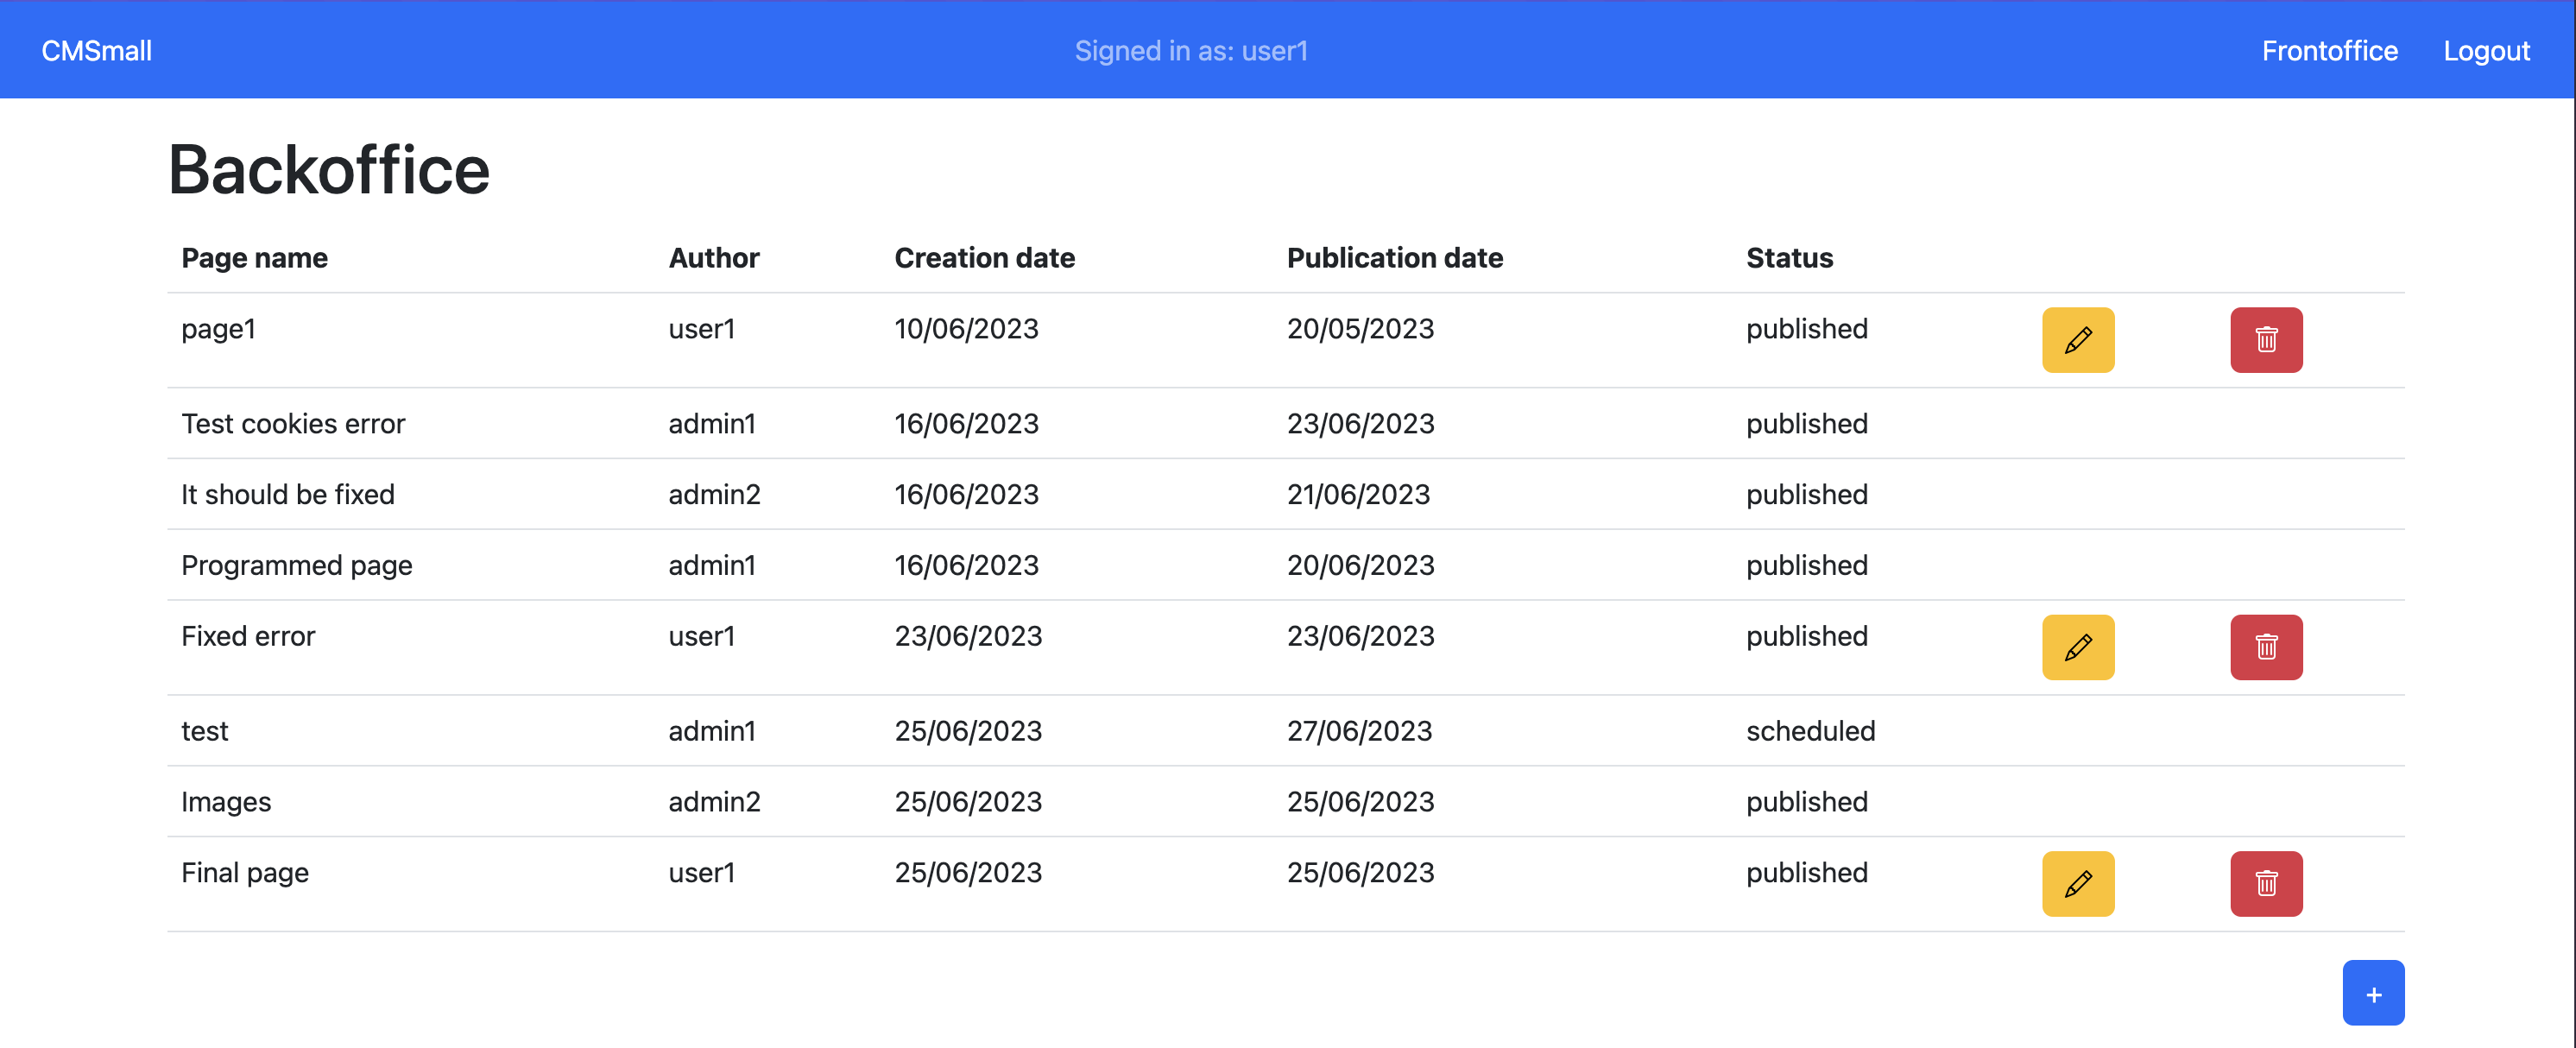 CMSmall Signed in as: user1 Frontoffice Logout
Backoffice
Page name Author Creation date Publication date Status
page1 user1 10/06/2023 20/05/2023 published
Test cookies error admin1 16/06/2023 23/06/2023 published
It should be fixed admin2 16/06/2023 21/06/2023 published
Programmed page admin1 16/06/2023 20/06/2023 published
Fixed error user1 23/06/2023 23/06/2023 published
test admin1 25/06/2023 27/06/2023 scheduled
Images admin2 25/06/2023 25/06/2023 published
Final page user1 25/06/2023 25/06/2023 published
+